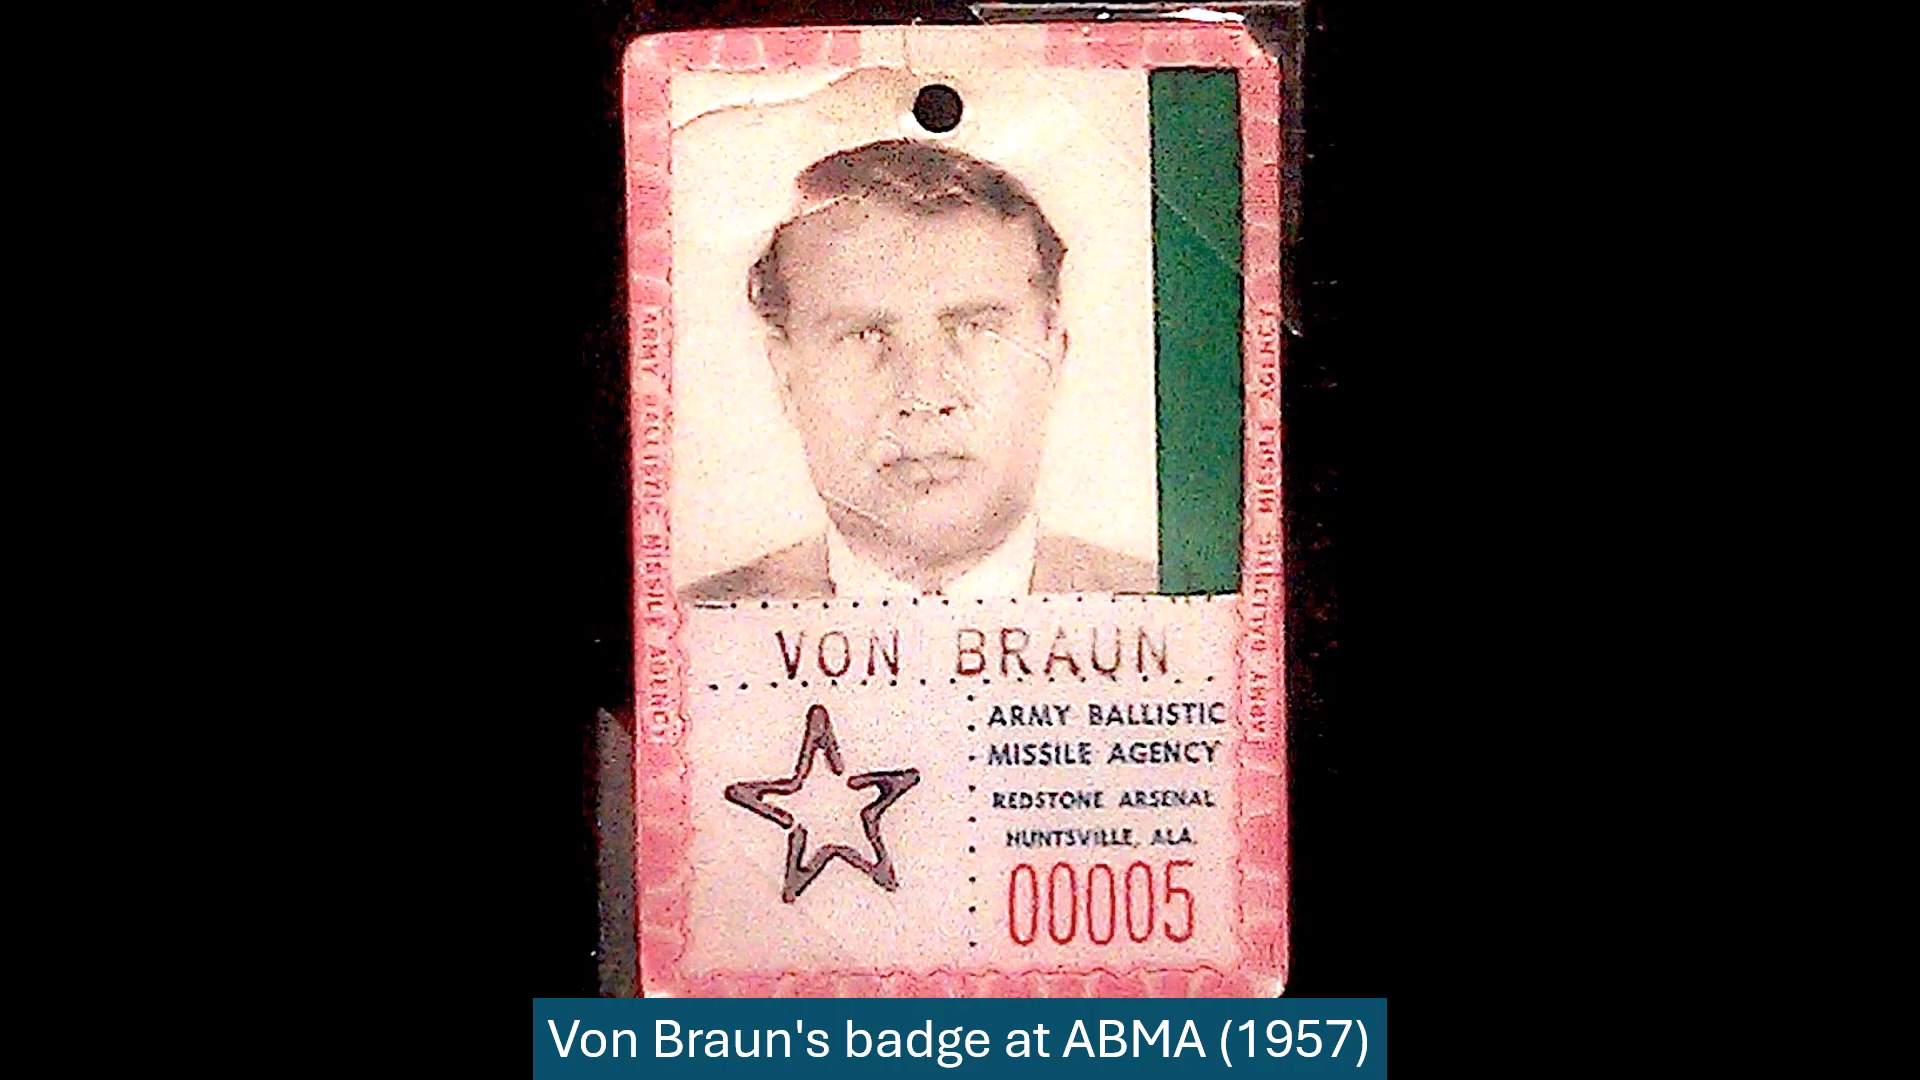 VON BRAUN
ARMY BALLISTIC
MISSILE AGENCY
REDSTONE ARSENAL
HUNTSVILLE, ALA.
00005
ARMY BALLISTIC MISSILE AGENCY
ARMY BALLISTIC MISSILE AGENCY
Von Braun's badge at ABMA (1957)